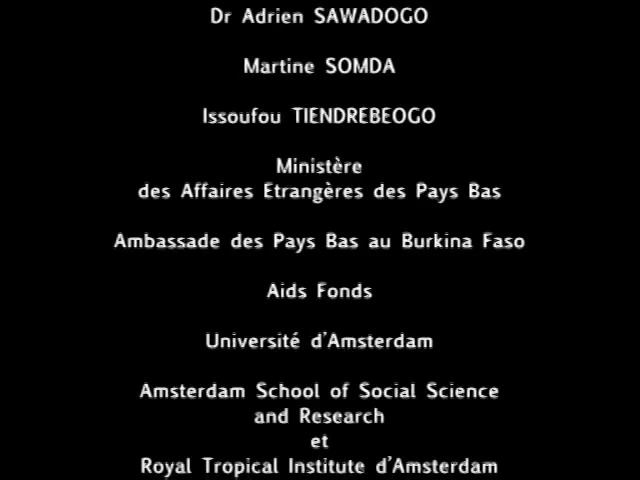 Dr Adrien SAWADOGO
Martine SOMDA
Issoufou TIENDREBEOGO
Ministère
des Affaires Etrangères des Pays Bas
Ambassade des Pays Bas au Burkina Faso
Aids Fonds
Université d'Amsterdam
Amsterdam School of Social Science
and Research
et
Royal Tropical Institute d'Amsterdam